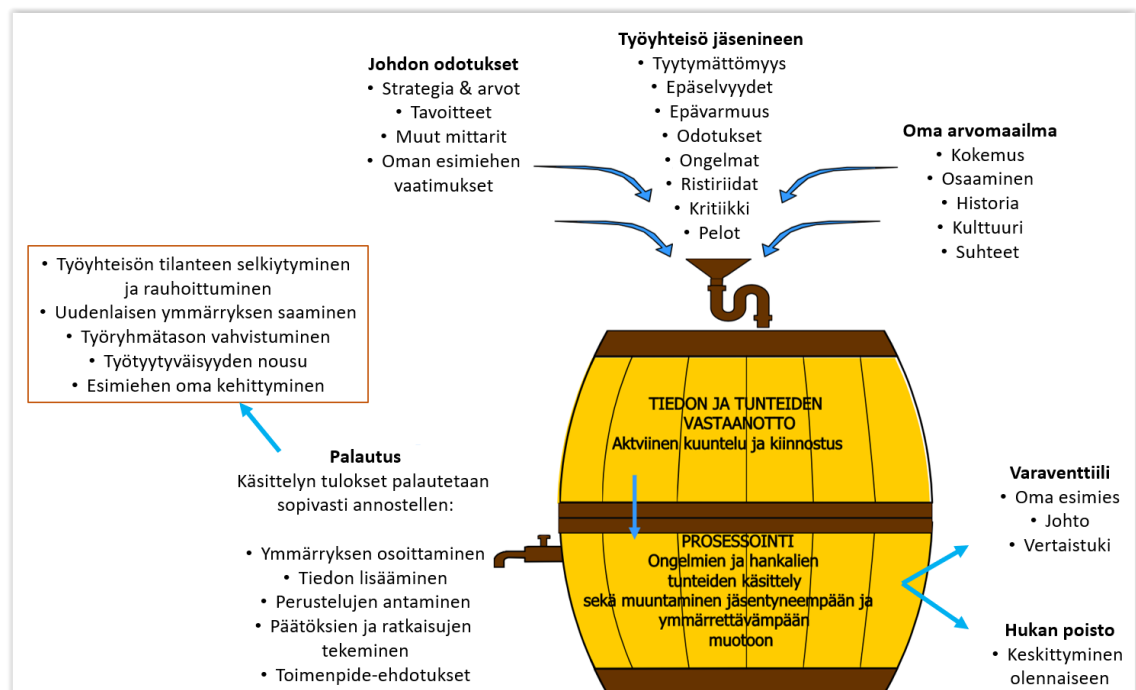 Johdon odotukset
• Strategia & arvot
• Tavoitteet
• Muut mittarit
• Oman esimiehen
vaatimukset
Työyhteisö jäsenineen
• Tyytymättömyys
• Epäselvyydet
• Epävarmuus
• Odotukset
• Ongelmat
• Ristiriidat
• Kritiikki
• Pelot
Oma arvomaailma
• Kokemus
• Osaaminen
• Historia
• Kulttuuri
• Suhteet
• Työyhteisön tilanteen selkiytyminen
ja rauhoittuminen
• Uudenlaisen ymmärryksen saaminen
• Työryhmätason vahvistuminen
• Työtyytyväisyyden nousu
• Esimiehen oma kehittyminen
TIEDON JA TUNTEIDEN
VASTAANOTTO
Aktviinen kuuntelu ja kiinnostus
PROSESSOINTI
Ongelmien ja hankalien
tunteiden käsittely
sekä muuntaminen jäsentyneempään ja
ymmärrettävämpään
muotoon
Palautus
Käsittelyn tulokset palautetaan
sopivasti annostellen:
• Ymmärryksen osoittaminen
• Tiedon lisääminen
• Perustelujen antaminen
• Päätöksien ja ratkaisujen
tekeminen
• Toimenpide-ehdotukset
Varaventtiili
• Oma esimies
• Johto
• Vertaistuki
Hukan poisto
• Keskittyminen
olennaiseen